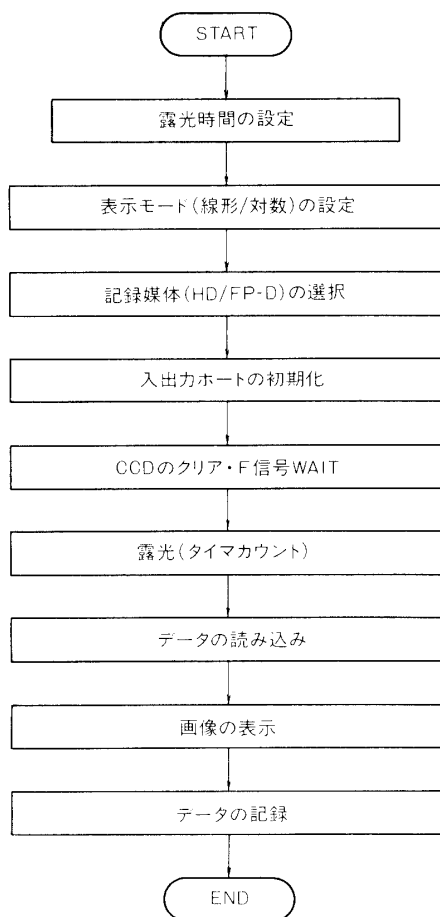 START
露光時間の設定
表示モード(線形/対数)の設定
記録媒体(HD/FP-D)の選択
入出力ホートの初期化
CCDのクリア・F信号WAIT
露光(タイマカウント)
データの読み込み
画像の表示
データの記録
END